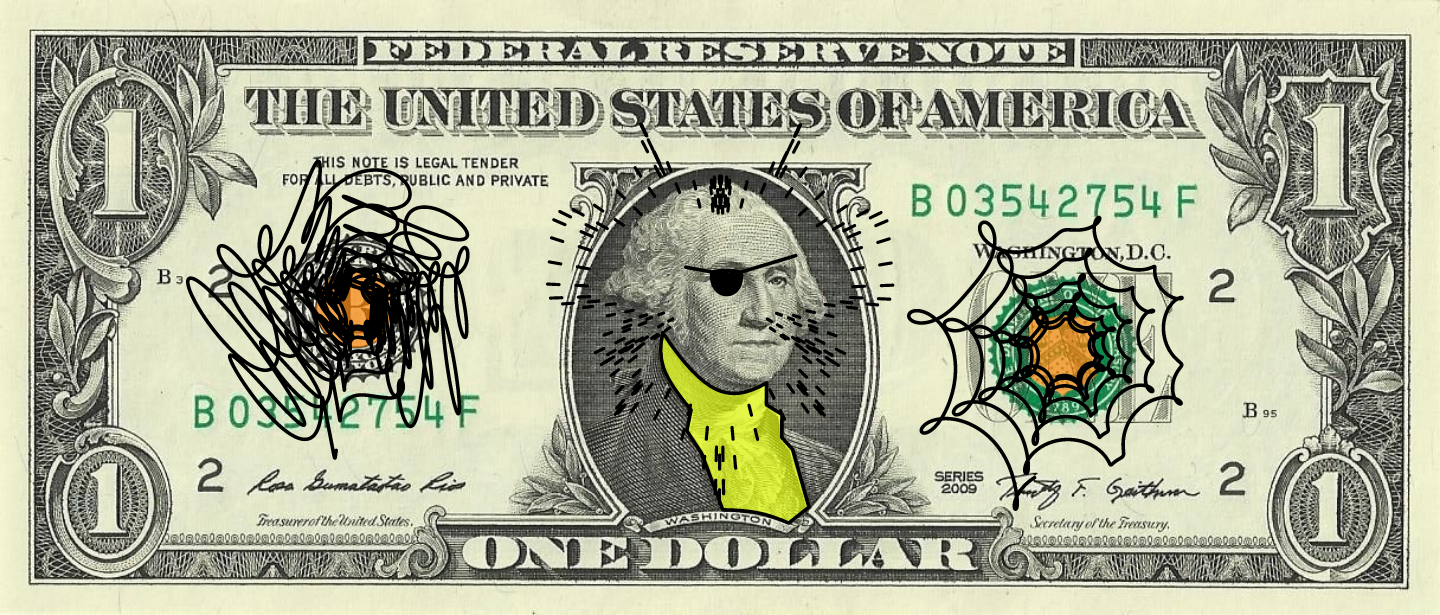 FEDERAL RESERVE NOTE
THE UNITED STATES OF AMERICA
1
1
THIS NOTE IS LEGAL TENDER
FOR ALL DEBTS, PUBLIC AND PRIVATE
B 03542754 F
WASHINGTON, D.C.
B 3
2
2
B 03542754 F
B 95
2
Rosa Gumatatao Rios
SERIES
2009
Timothy F. Geithner
2
Treasurer of the United States.
WASHINGTON
Secretary of the Treasury.
1
1
ONE DOLLAR